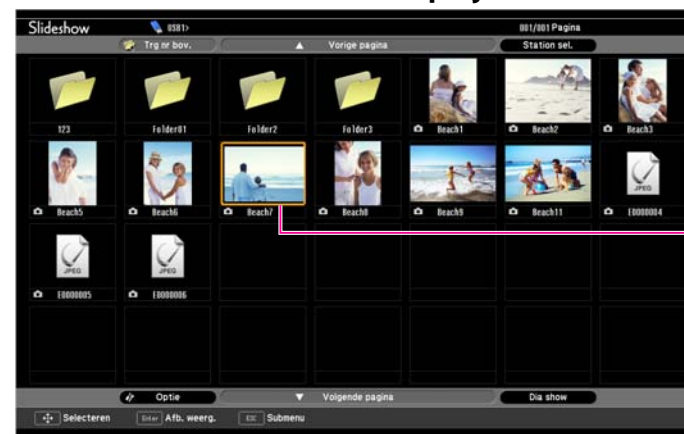 Slideshow USB1> 001/001 Pagina
Trg nr bov. ▲ Vorige pagina Station sel.
123 Folder01 Folder2 Folder3 Beach1 Beach2 Beach3
Beach5 Beach6 Beach7 Beach8 Beach9 Beach11 E0000004
JPEG
E0000005 E0000006
JPEG JPEG
Optie ▼ Volgende pagina Dia show
Selecteren Enter Afb. weerg. ESC Submenu